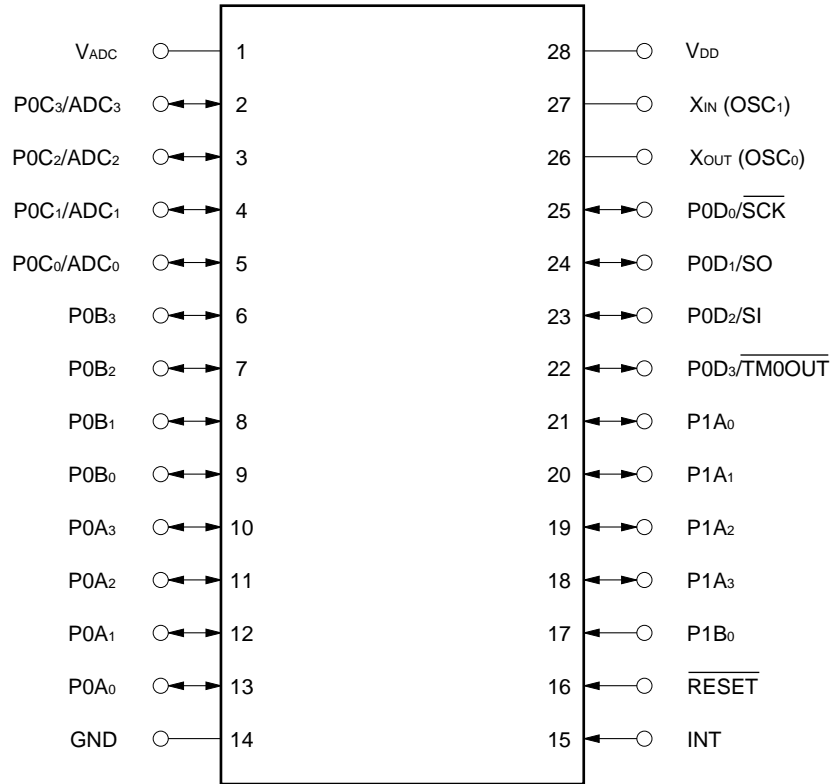 VADC 1 28 VDD
P0C3/ADC3 2 27 XIN (OSC1)
P0C2/ADC2 3 26 XOUT (OSC0)
P0C1/ADC1 4 25 P0D0/SCK
P0C0/ADC0 5 24 P0D1/SO
P0B3 6 23 P0D2/SI
P0B2 7 22 P0D3/TM0OUT
P0B1 8 21 P1A0
P0B0 9 20 P1A1
P0A3 10 19 P1A2
P0A2 11 18 P1A3
P0A1 12 17 P1B0
P0A0 13 16 RESET
GND 14 15 INT